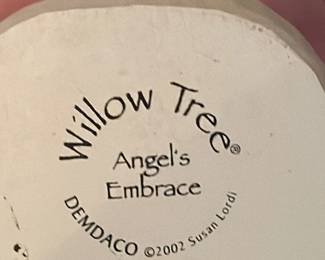 Willow Tree®
Angel's
Embrace
DEMDACO ©2002 Susan Lordi